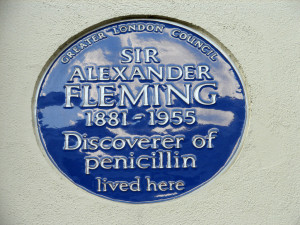 GREATER LONDON COUNCIL
SIR
ALEXANDER
FLEMING
1881-1955
Discoverer of
penicillin
lived here